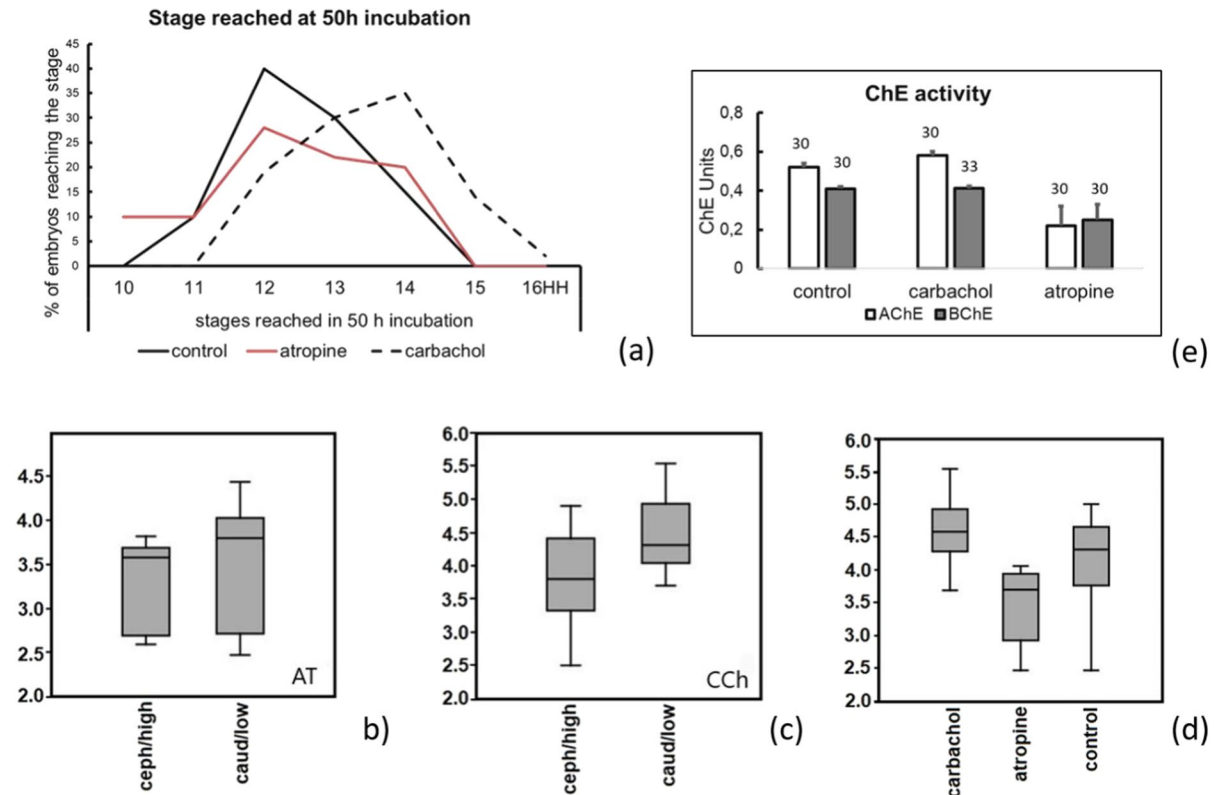 Stage reached at 50h incubation
% of embroys reaching the stage
45
40
35
30
25
20
15
10
5
0
10 11 12 13 14 15 16HH
stages reached in 50 h incubation
control atropine carbachol
(a)
ChE activity
ChE Units
0,8
0,6
0,4
0,2
0
30 30 30 33 30 30
control carbachol atropine
AChE BChE
(e)
4.5
4.0
3.5
3.0
2.5
2.0
AT
ceph/high caud/low
b)
6.0
5.5
5.0
4.5
4.0
3.5
3.0
2.5
2.0
CCh
ceph/high caud/low
(c)
6.0
5.5
5.0
4.5
4.0
3.5
3.0
2.5
2.0
carbachol atropine control
(d)